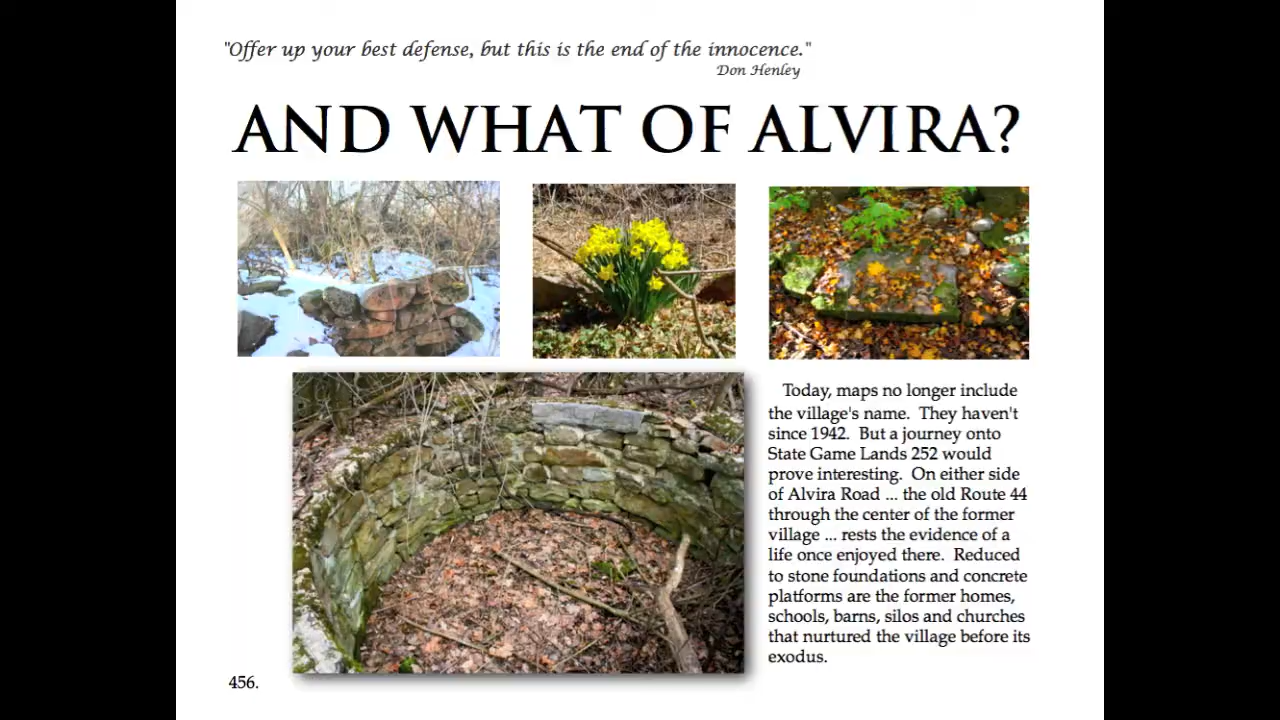 "Offer up your best defense, but this is the end of the innocence."
Don Henley
AND WHAT OF ALVIRA?
Today, maps no longer include
the village's name. They haven't
since 1942. But a journey onto
State Game Lands 252 would
prove interesting. On either side
of Alvira Road ... the old Route 44
through the center of the former
village ... rests the evidence of a
life once enjoyed there. Reduced
to stone foundations and concrete
platforms are the former homes,
schools, barns, silos and churches
that nurtured the village before its
exodus.
456.